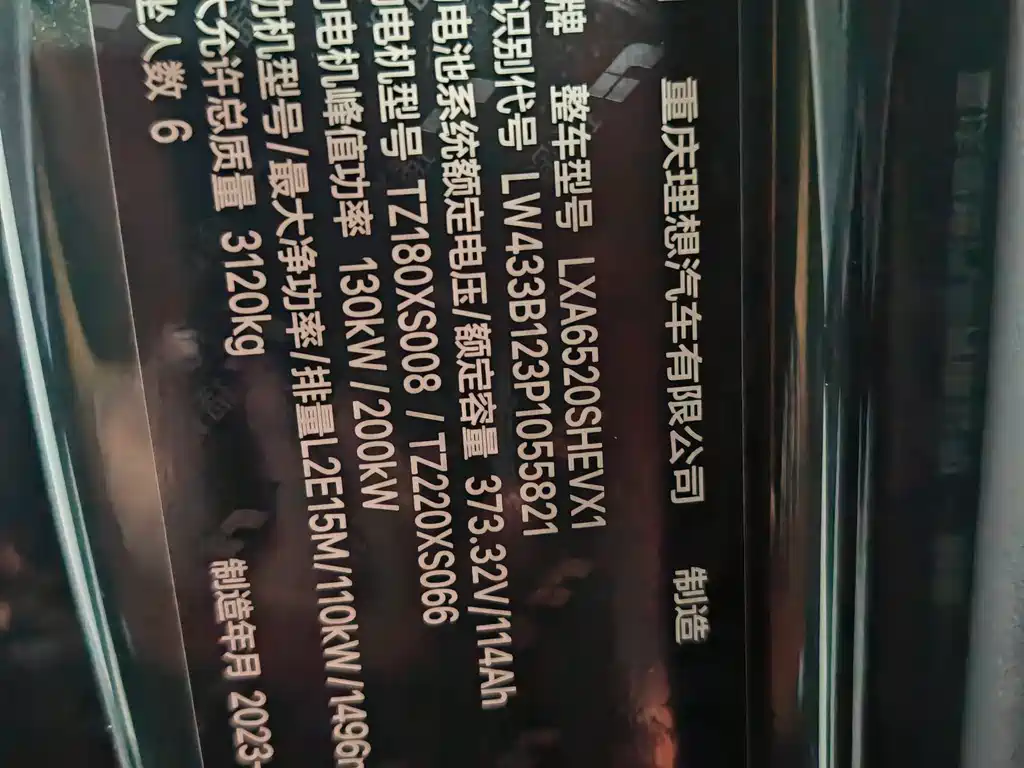 重庆理想汽车有限公司 制造
牌 整车型号 LXA6520SHEVX1
识别代号 LW433B123P1055821
电池系统额定电压/额定容量 373.32V/114Ah
电机型号 TZ180XS008 / TZ220XS066
电机峰值功率 130kW / 200kW
机型号/最大净功率/排量L2E15M/110kW/1496
允许总质量 3120kg 制造年月 2023-
坐人数 6